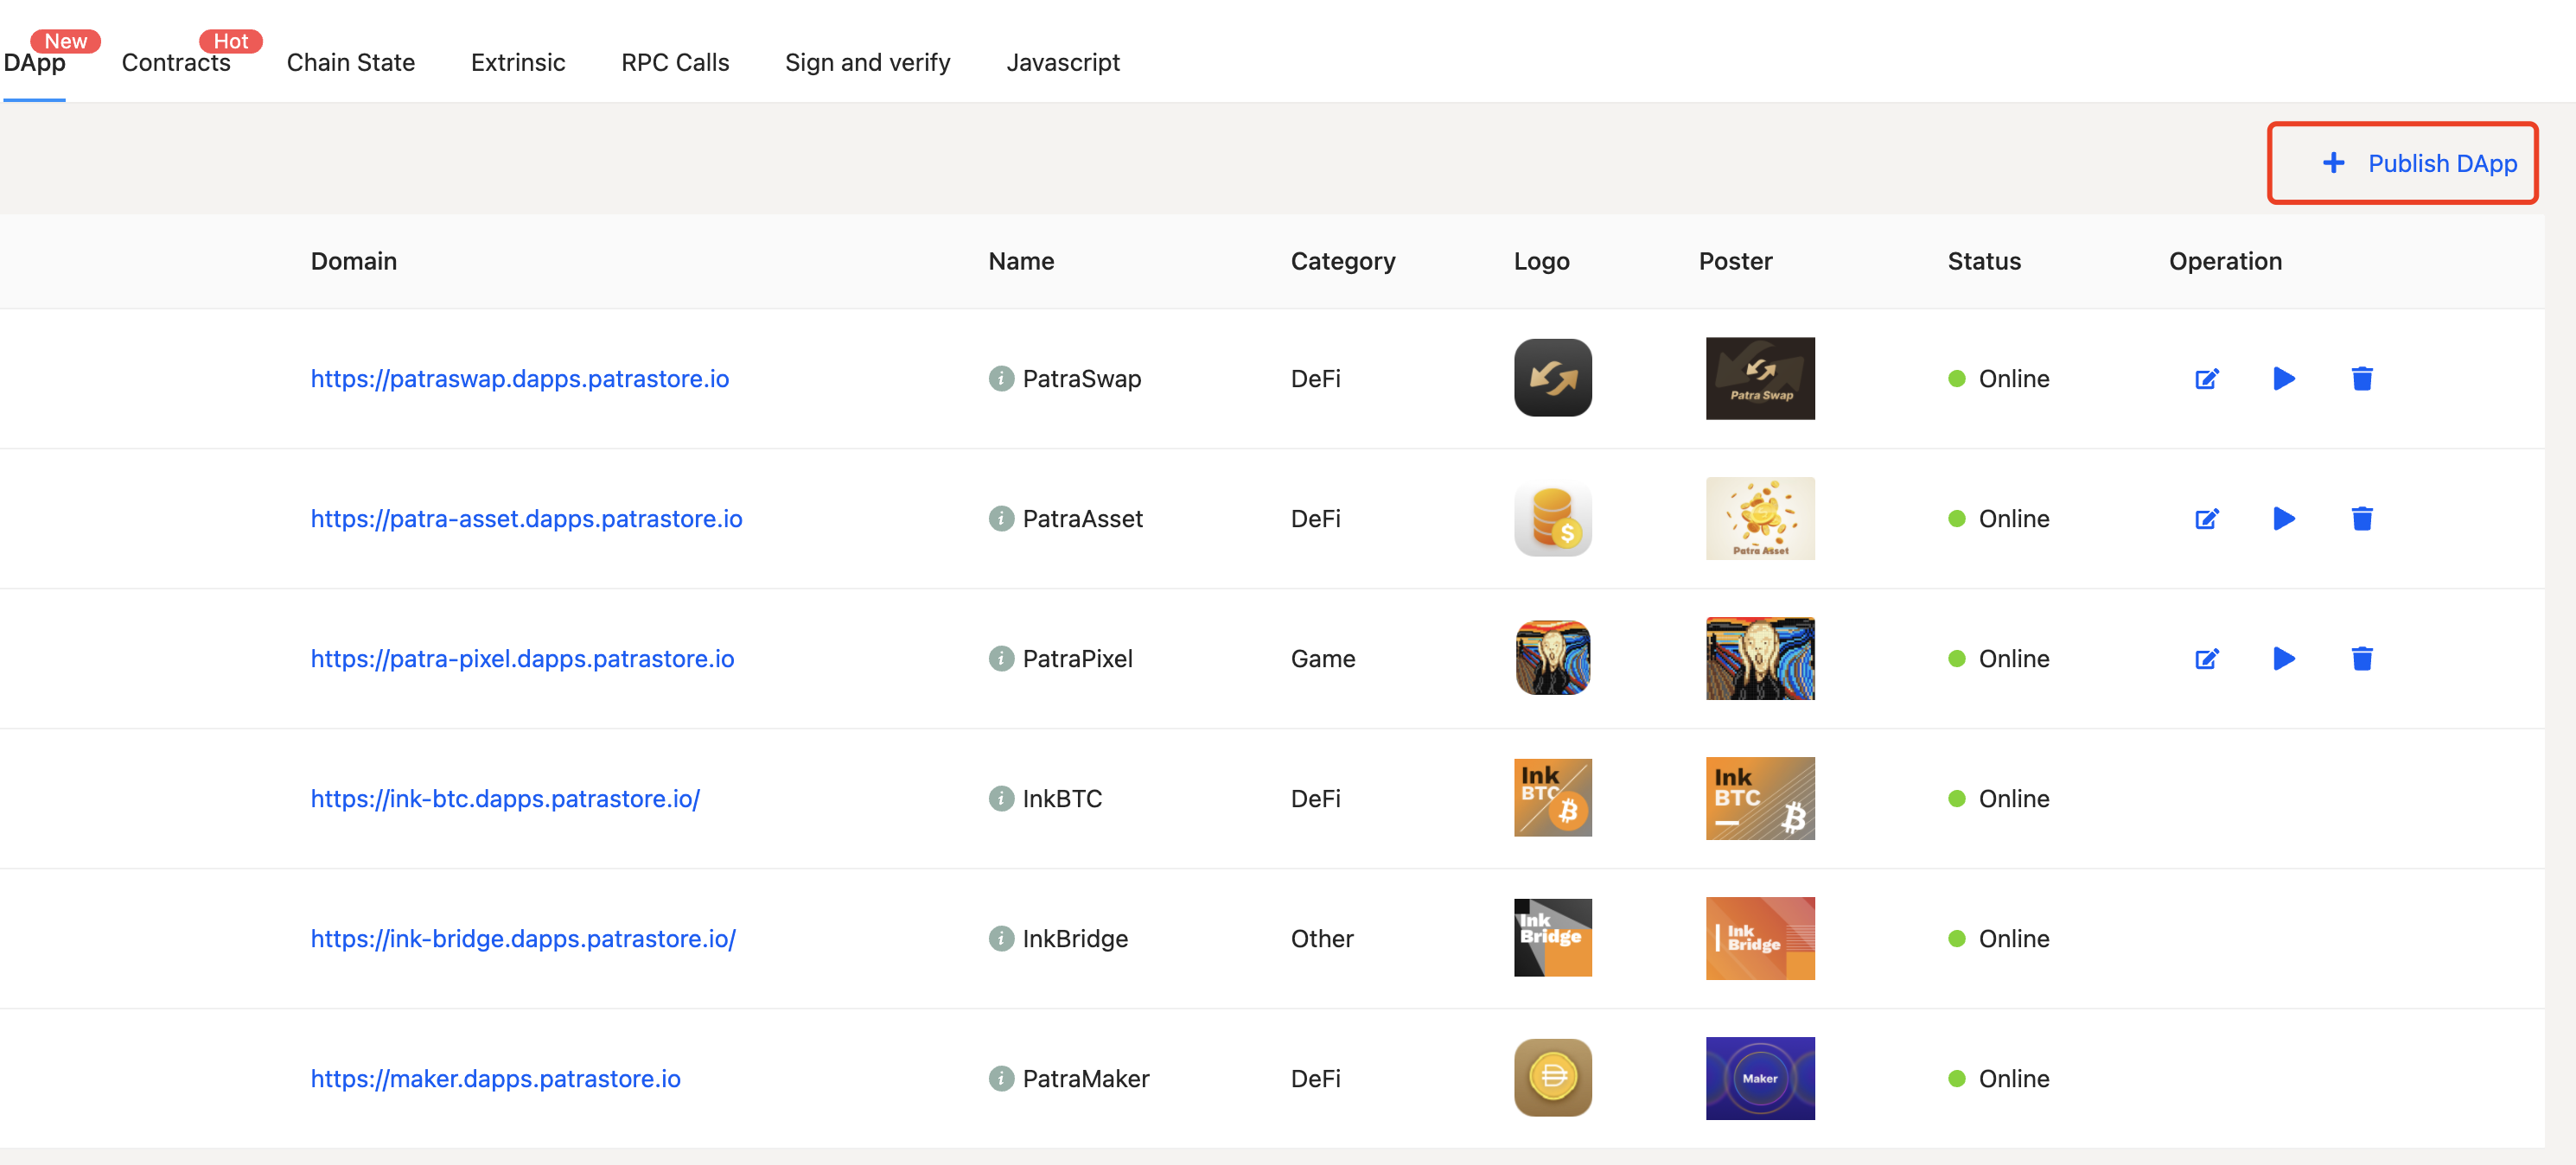 New
Hot
DApp Contracts Chain State Extrinsic RPC Calls Sign and verify Javascript
+ Publish DApp
Domain Name Category Logo Poster Status Operation
https://patraswap.dapps.patrastore.io PatraSwap DeFi Patra Swap Online
https://patra-asset.dapps.patrastore.io PatraAsset DeFi $ Patra Asset Online
https://patra-pixel.dapps.patrastore.io PatraPixel Game Online
https://ink-btc.dapps.patrastore.io/ InkBTC DeFi Ink BTC Ink BTC Online
https://ink-bridge.dapps.patrastore.io/ InkBridge Other Ink Bridge Ink Bridge Online
https://maker.dapps.patrastore.io PatraMaker DeFi Maker Online